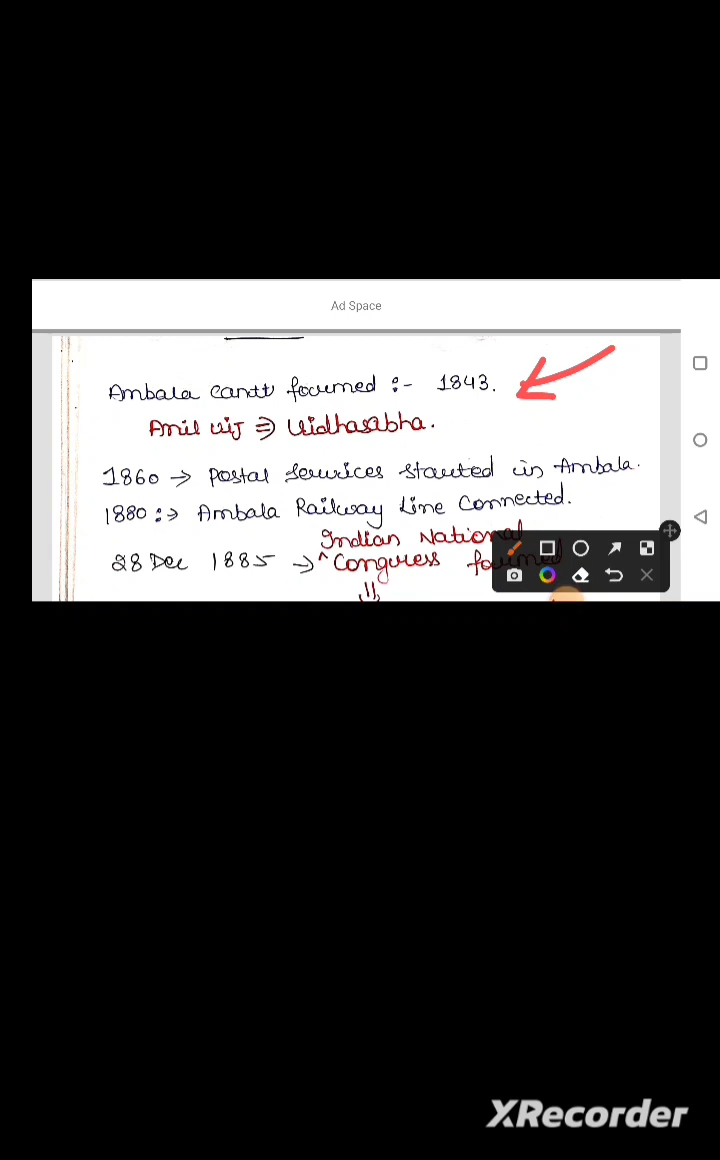 Ad Space
Ambala cantt formed :- 1843.
Anil vij ⇒ Vidhasabha.
1860 → Postal Services started in Ambala.
1880 :→ Ambala Railway Line Connected.
Indian National
28 Dec 1885 → ^ Congress formed
XRecorder